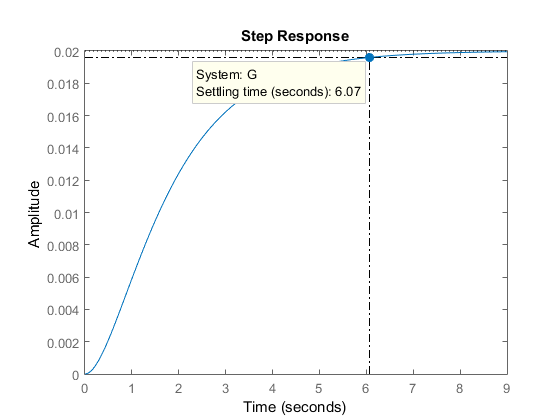 Step Response
0.02
System: G
Settling time (seconds): 6.07
0.018
0.016
0.014
0.012
0.01
0.008
0.006
0.004
0.002
0
Amplitude
0 1 2 3 4 5 6 7 8 9
Time (seconds)